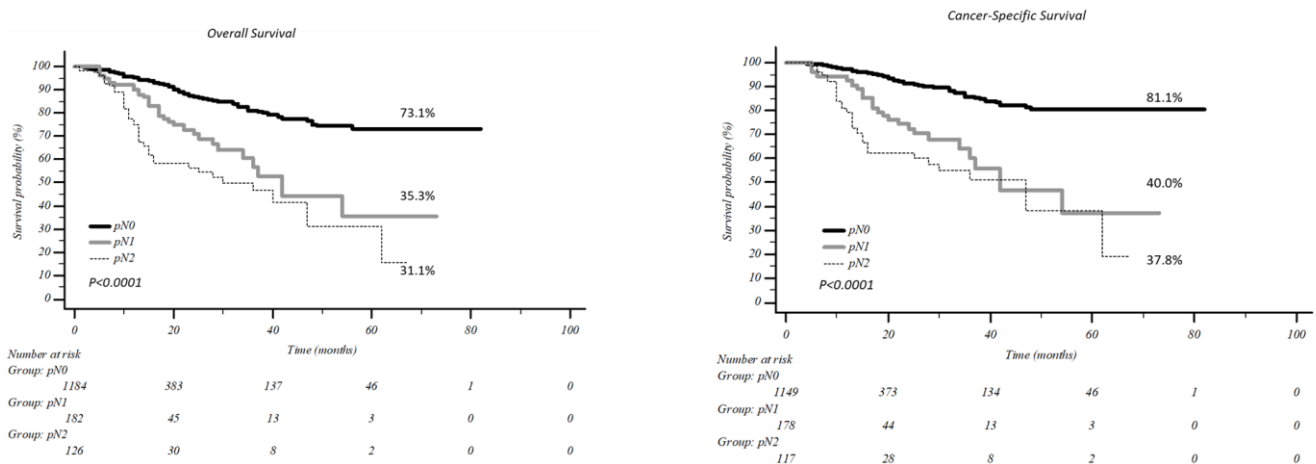 Overall Survival
Survival probability (%)
100
90
80
70
60
50
40
30
20
10
0
73.1%
35.3%
31.1%
pN0
pN1
pN2
P<0.0001
0 20 40 60 80 100
Time (months)
Number at risk
Group: pN0
1184 383 137 46 1 0
Group: pN1
182 45 13 3 0 0
Group: pN2
126 30 8 2 0 0
Cancer-Specific Survival
Survival probability (%)
100
90
80
70
60
50
40
30
20
10
0
81.1%
40.0%
37.8%
pN0
pN1
pN2
P<0.0001
0 20 40 60 80 100
Time (months)
Number at risk
Group: pN0
1149 373 134 46 1 0
Group: pN1
178 44 13 3 0 0
Group: pN2
117 28 8 2 0 0